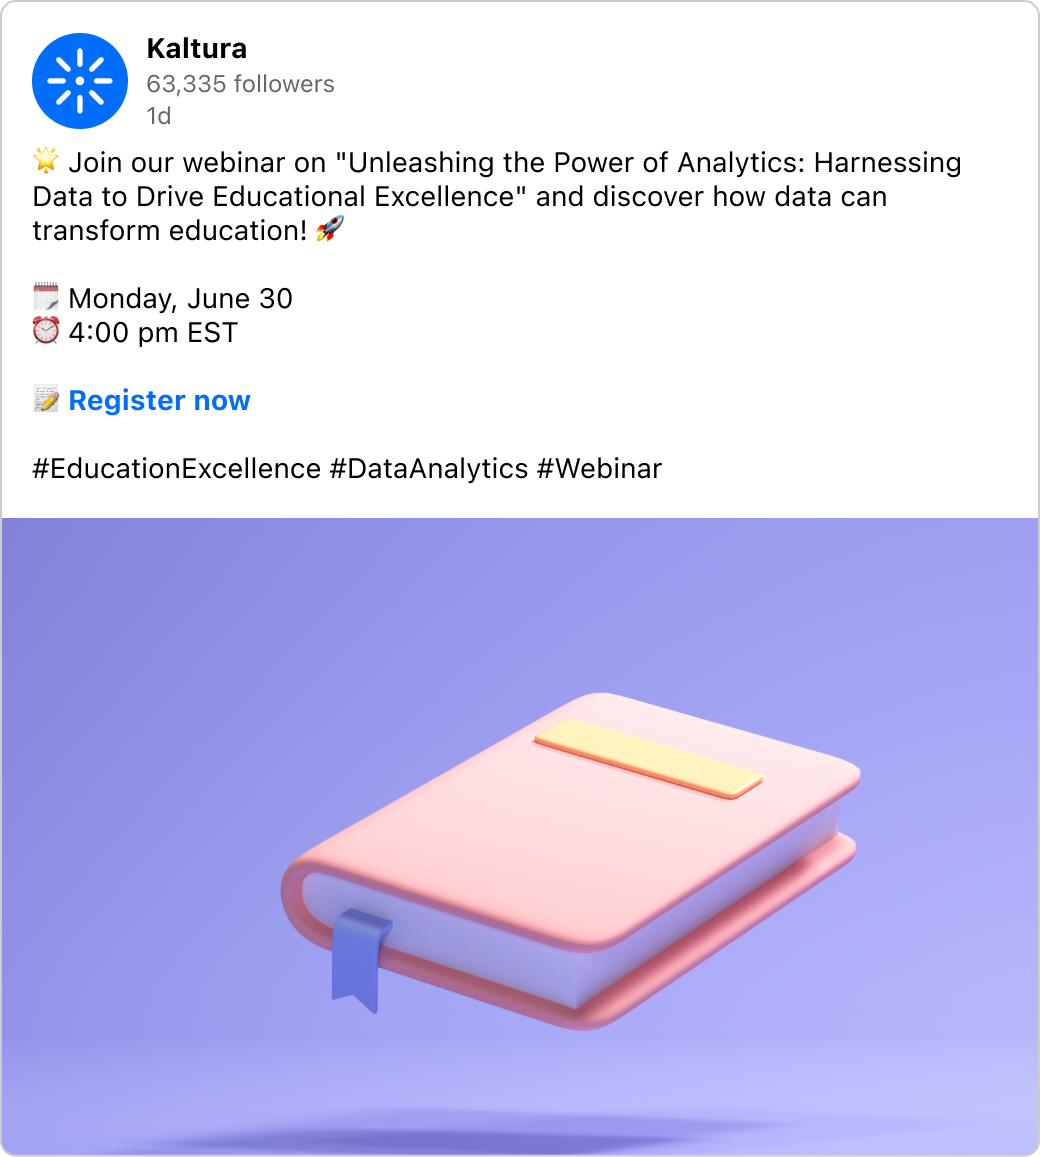 Kaltura
63,335 followers
1d
🌟 Join our webinar on "Unleashing the Power of Analytics: Harnessing
Data to Drive Educational Excellence" and discover how data can
transform education! 🚀
🗓️ Monday, June 30
⏰ 4:00 pm EST
📝 Register now
#EducationExcellence #DataAnalytics #Webinar